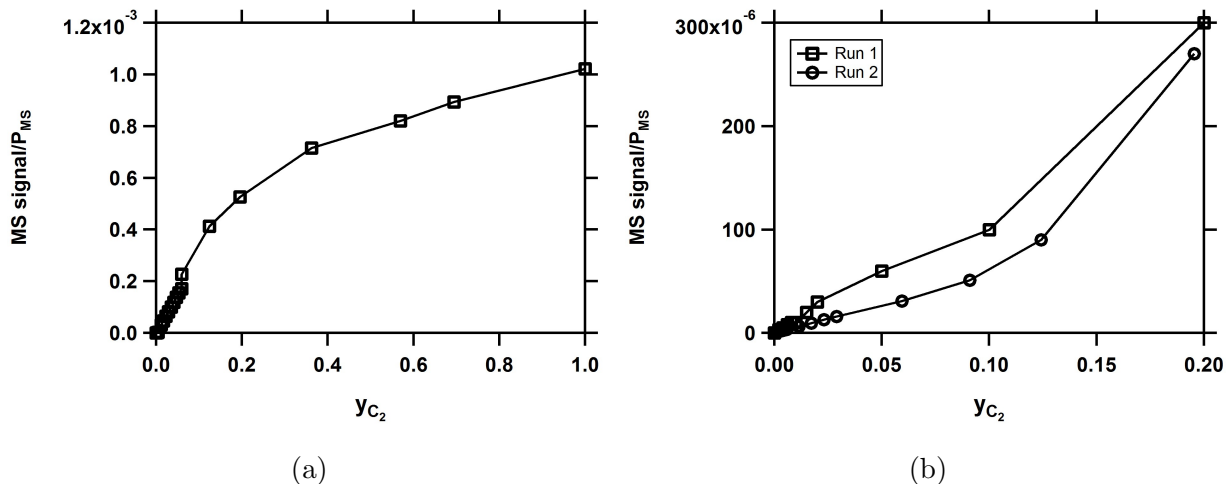 1.2x10⁻³
1.0
0.8
0.6
0.4
0.2
0.0
MS signal/P_MS
0.0 0.2 0.4 0.6 0.8 1.0
y_C₂
(a)
300x10⁻⁶
200
100
0
MS signal/P_MS
Run 1
Run 2
0.00 0.05 0.10 0.15 0.20
y_C₂
(b)